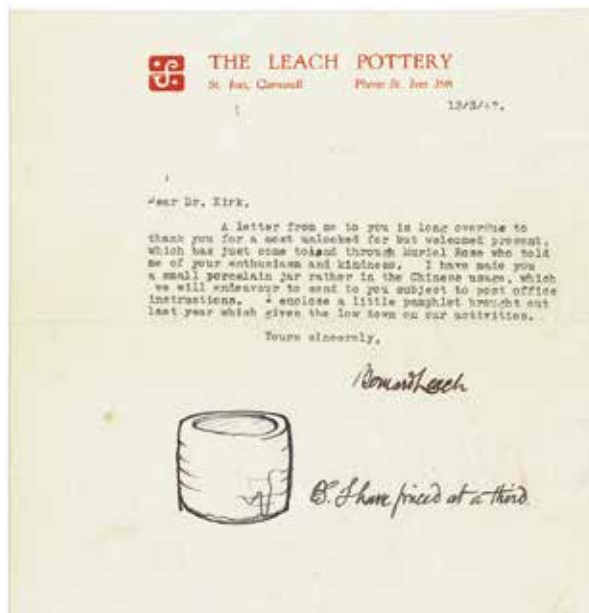 THE LEACH POTTERY
St. Ives, Cornwall Phone St. Ives 398
12/3/47.
Dear Dr. Kirk,
A letter from me to you is long overdue to
thank you for a most unlooked for but welcomed present,
which has just come to hand through Muriel Rose who told
me of your enthusiasm and kindness. I have made you
a small porcelain jar rather in the Chinese usage, which
we will endeavour to send to you subject to post office
instructions. I enclose a little pamphlet brought out
last year which gives the low down on our activities.
Yours sincerely,
Bernard Leach
I have priced at a third.